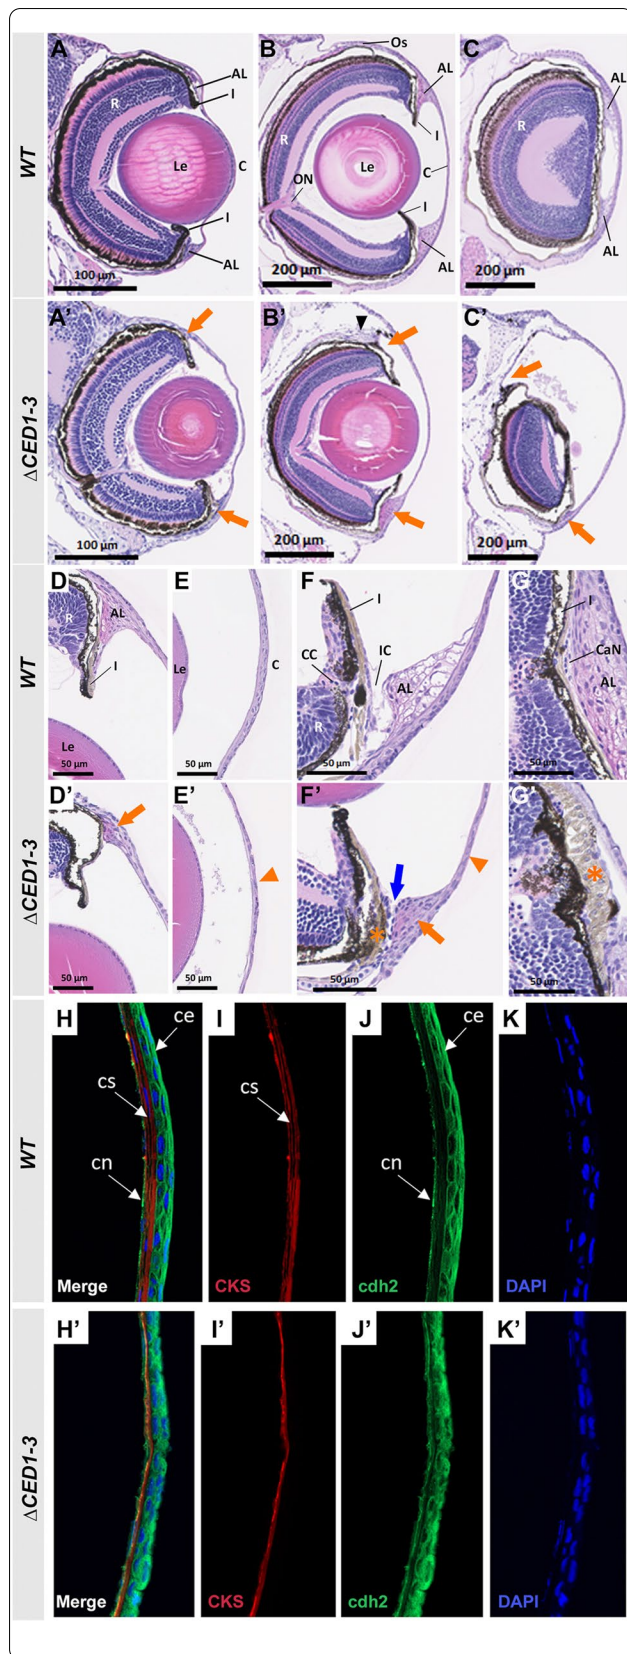 WT
A
AL
I
R
Le
C
I
AL
100 µm
B
Os
AL
I
R
Le
C
ON
I
AL
200 µm
C
AL
R
AL
200 µm
ΔCED1-3
A'
100 µm
B'
200 µm
C'
200 µm
WT
D
AL
R
I
Le
50 µm
E
Le
C
50 µm
F
I
CC
IC
AL
R
50 µm
G
I
CaN
AL
50 µm
ΔCED1-3
D'
50 µm
E'
50 µm
F'
*
50 µm
G'
*
50 µm
WT
H
ce
cs
cn
Merge
I
cs
CKS
J
ce
cn
cdh2
K
DAPI
ΔCED1-3
H'
Merge
I'
CKS
J'
cdh2
K'
DAPI